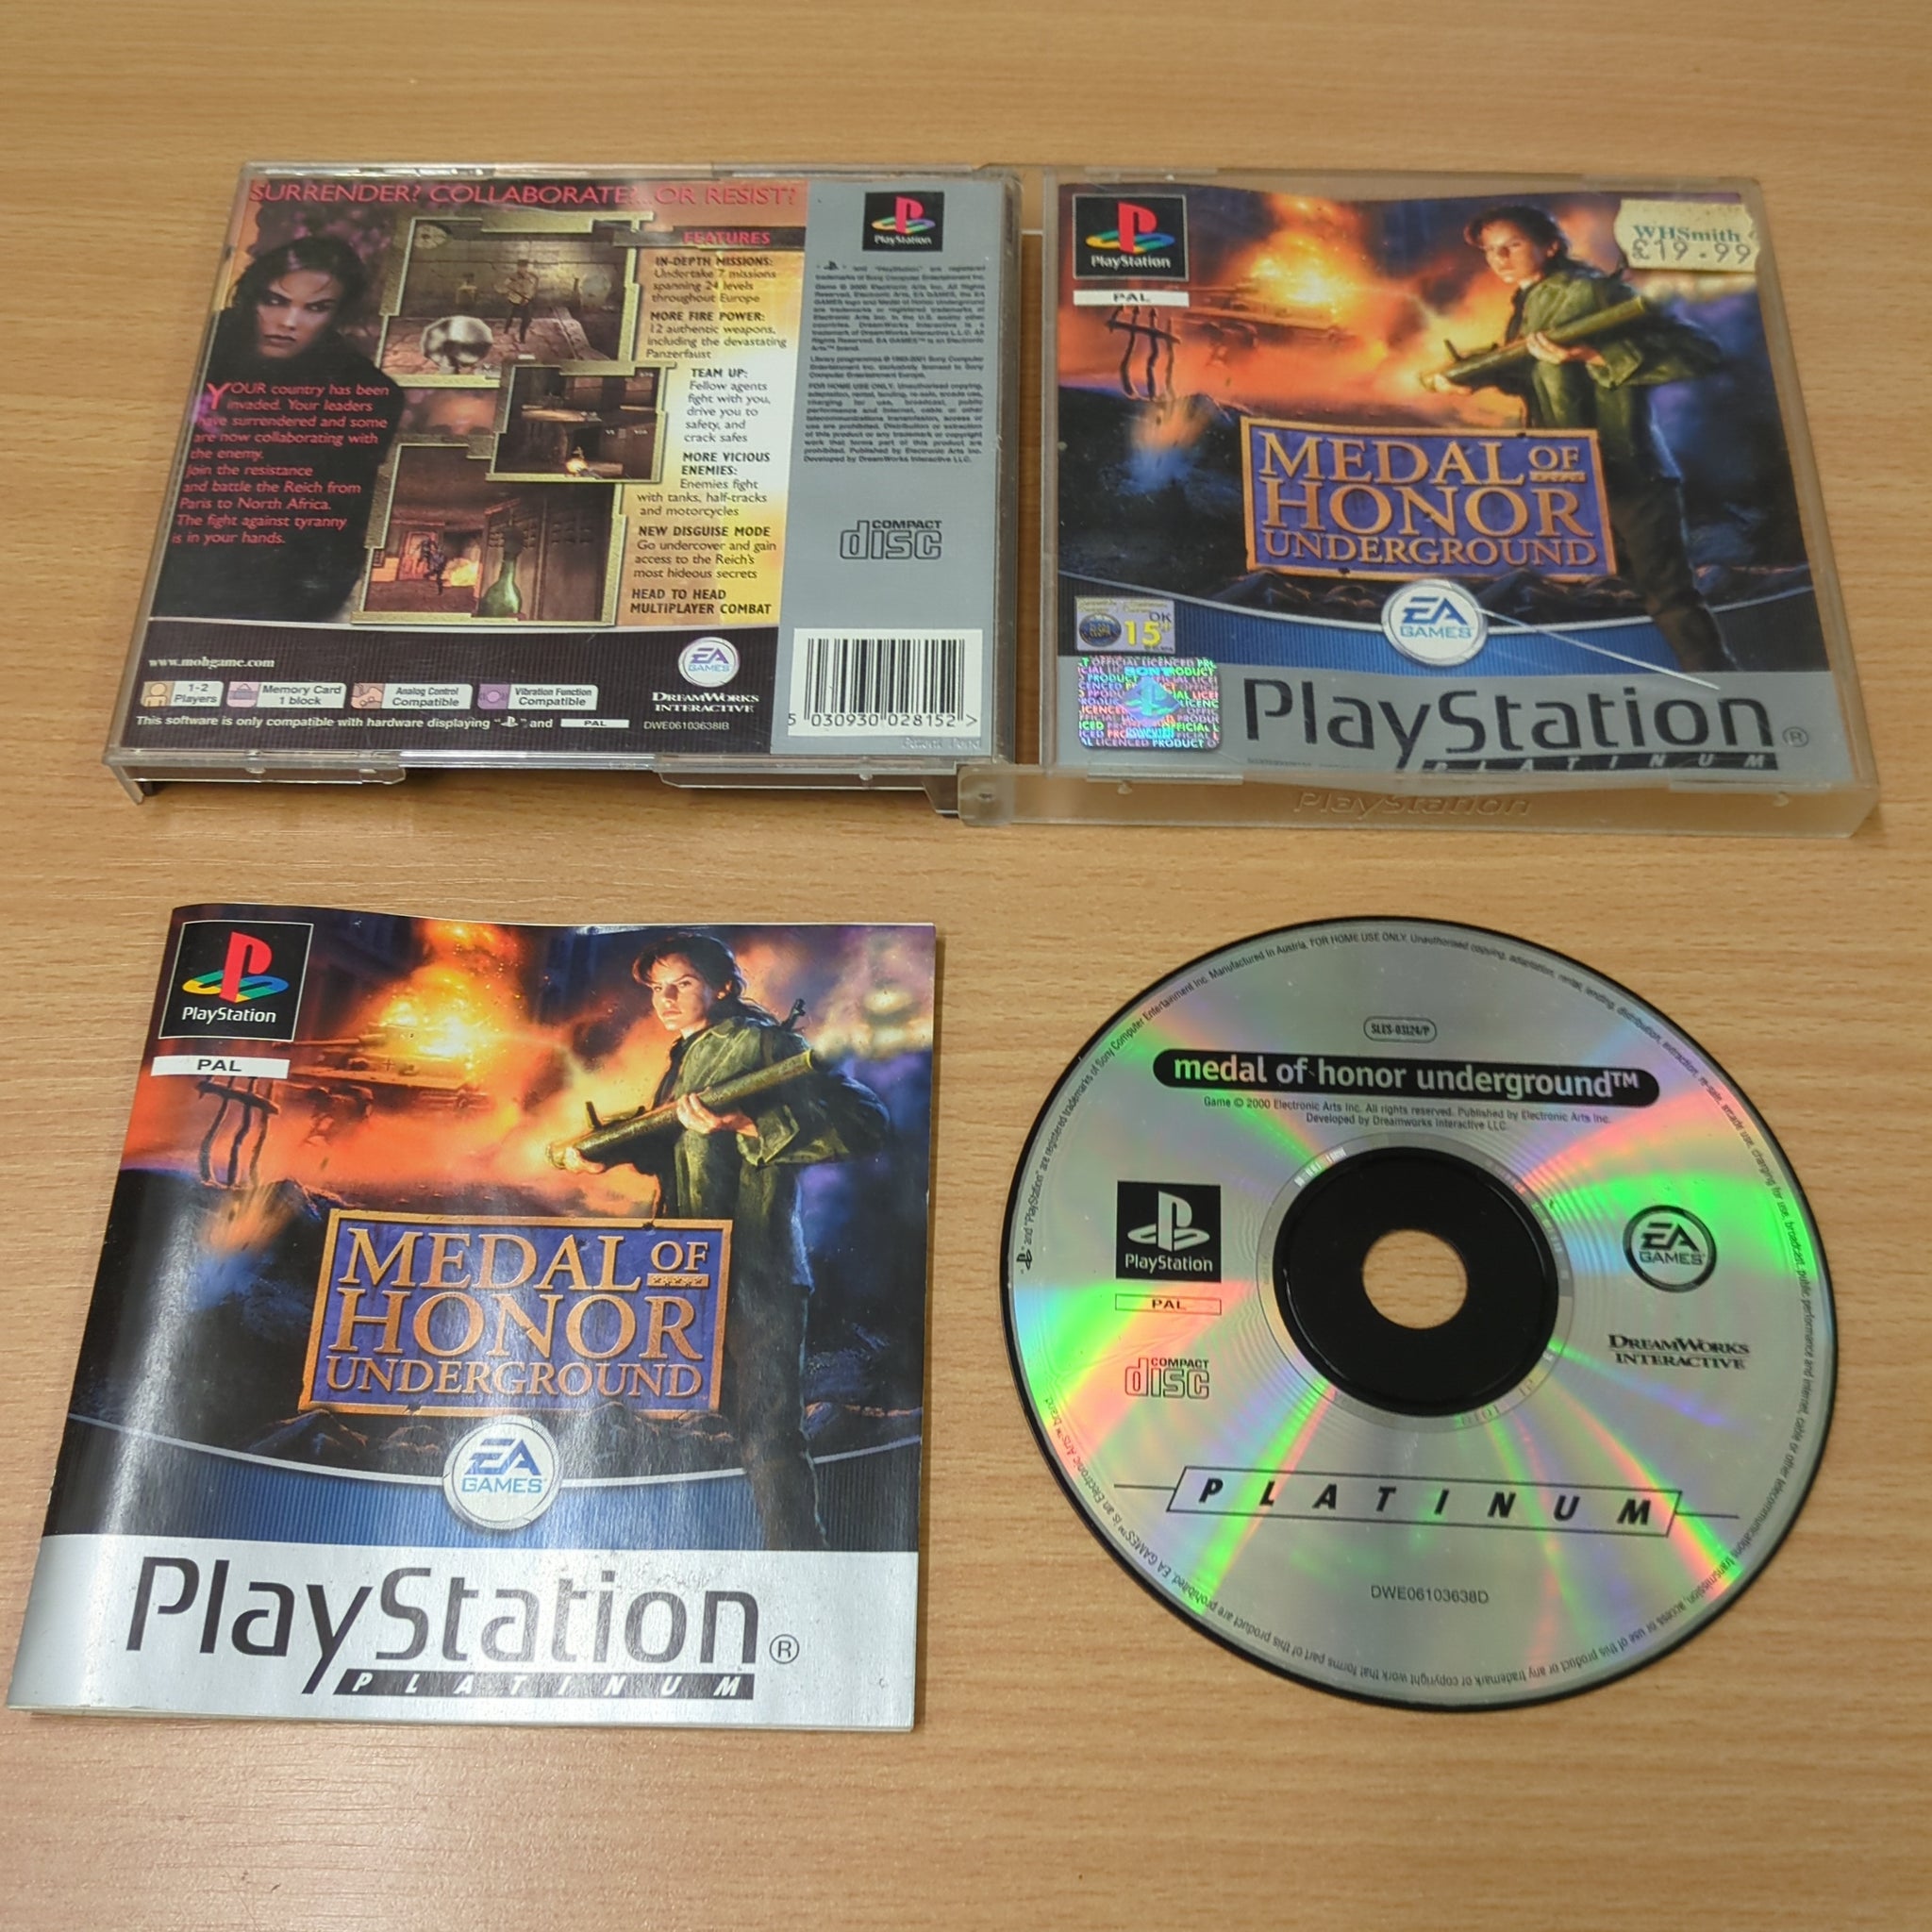 SURRENDER? COLLABORATE?...OR RESIST?
YOUR country has been
invaded. Your leaders
have surrendered and some
are now collaborating with
the enemy.
Join the resistance
and battle the Reich from
Paris to North Africa.
The fight against tyranny
is in your hands.
FEATURES
IN-DEPTH MISSIONS:
Undertake 7 missions
spanning 24 levels
throughout Europe
MORE FIRE POWER:
12 authentic weapons,
including the devastating
Panzerfaust
TEAM UP:
Fellow agents
fight with you,
drive you to
safety, and
crack safes
MORE VICIOUS
ENEMIES:
Enemies fight
with tanks, half-tracks
and motorcycles
NEW DISGUISE MODE
Go undercover and gain
access to the Reich's
most hideous secrets
HEAD TO HEAD
MULTIPLAYER COMBAT
www.mohgame.com
EA
GAMES
1-2
Players
Memory Card
1 block
Analog Control
Compatible
Vibration Function
Compatible
DREAMWORKS
INTERACTIVE
This software is only compatible with hardware displaying " " and PAL
DWE06103638IB
PlayStation
COMPACT
disc
5 030930 028152 >
PlayStation
PAL
WHSmith
£19.99
MEDAL OF
HONOR
UNDERGROUND
EA
GAMES
OK
15
PlayStation®
PLATINUM
PlayStation
PlayStation
PAL
MEDAL OF
HONOR
UNDERGROUND
EA
GAMES
PlayStation®
PLATINUM
SLES-03124/P
medal of honor underground™
Game © 2000 Electronic Arts Inc. All rights reserved. Published by Electronic Arts Inc.
Developed by Dreamworks Interactive LLC.
PlayStation
PAL
EA
GAMES
COMPACT
disc
DREAMWORKS
INTERACTIVE
PLATINUM
DWE06103638D